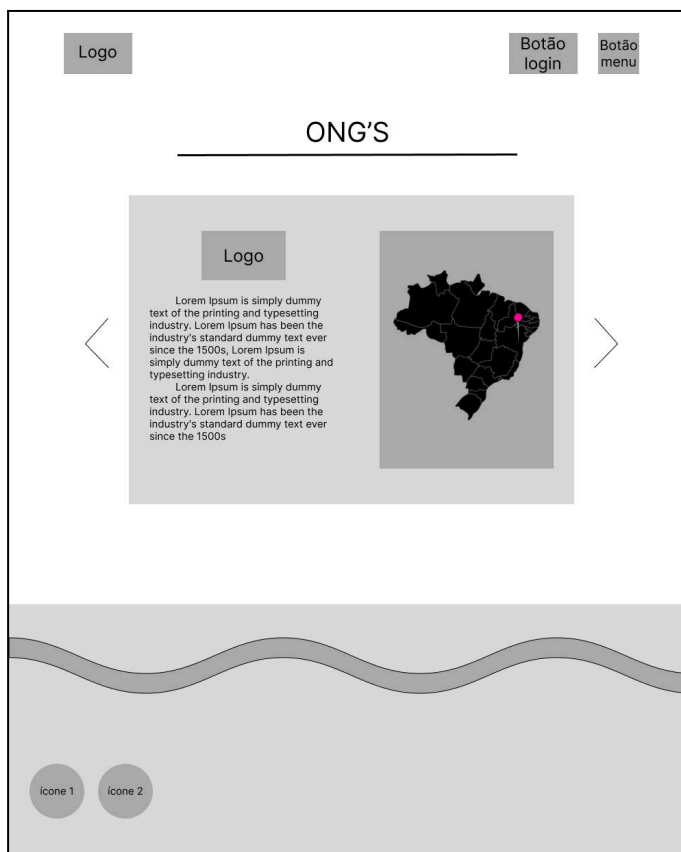 Logo
Botão
login
Botão
menu
ONG’S
Logo
Lorem Ipsum is simply dummy
text of the printing and typesetting
industry. Lorem Ipsum has been the
industry's standard dummy text ever
since the 1500s, Lorem Ipsum is
simply dummy text of the printing and
typesetting industry.
Lorem Ipsum is simply dummy
text of the printing and typesetting
industry. Lorem Ipsum has been the
industry's standard dummy text ever
since the 1500s
ícone 1
ícone 2